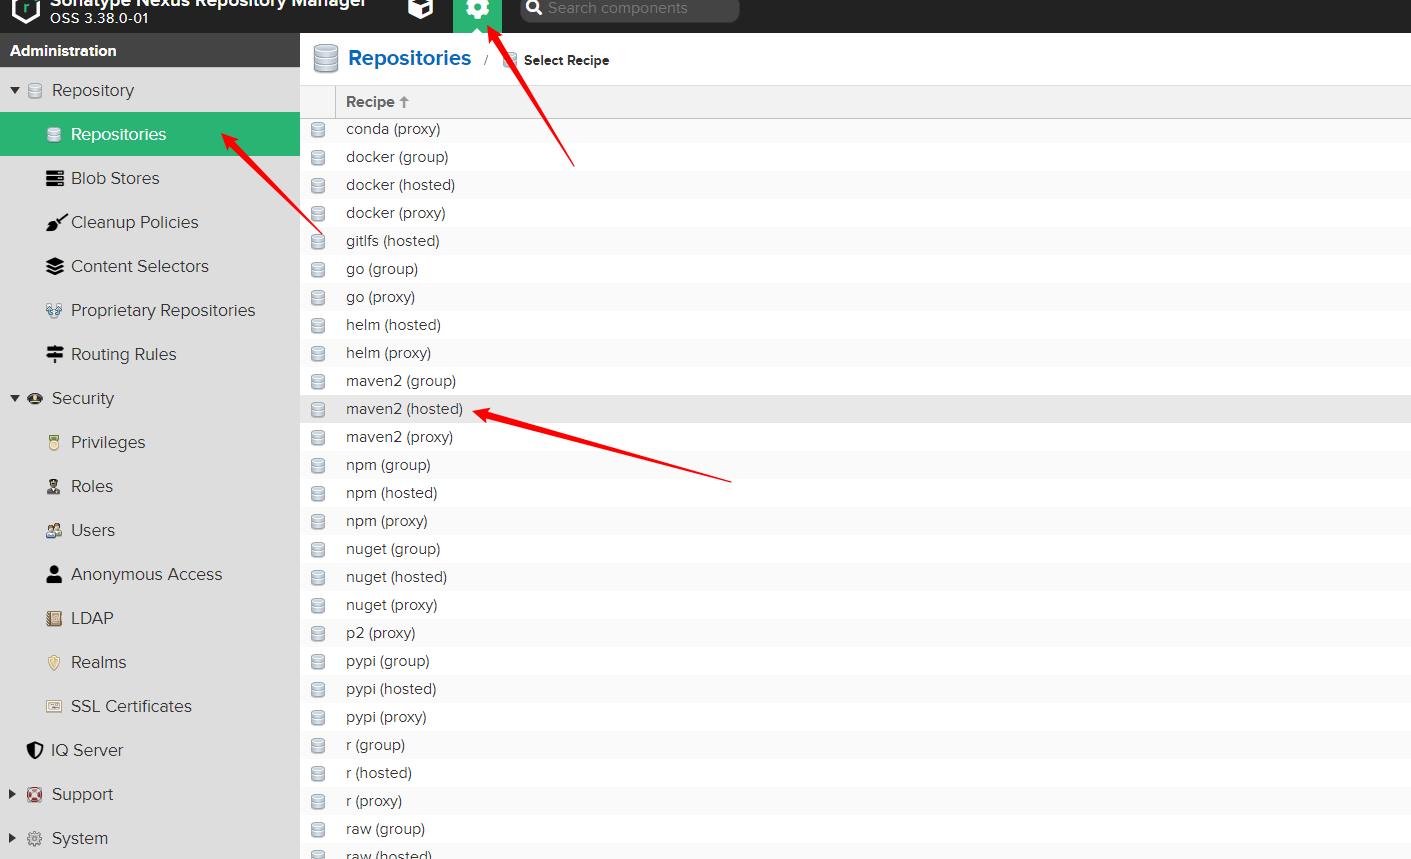 Sonatype Nexus Repository Manager
OSS 3.38.0-01
Search components
Administration
Repository
Repositories
Blob Stores
Cleanup Policies
Content Selectors
Proprietary Repositories
Routing Rules
Security
Privileges
Roles
Users
Anonymous Access
LDAP
Realms
SSL Certificates
IQ Server
Support
System
Repositories / Select Recipe
Recipe
conda (proxy)
docker (group)
docker (hosted)
docker (proxy)
gitlfs (hosted)
go (group)
go (proxy)
helm (hosted)
helm (proxy)
maven2 (group)
maven2 (hosted)
maven2 (proxy)
npm (group)
npm (hosted)
npm (proxy)
nuget (group)
nuget (hosted)
nuget (proxy)
p2 (proxy)
pypi (group)
pypi (hosted)
pypi (proxy)
r (group)
r (hosted)
r (proxy)
raw (group)
raw (hosted)